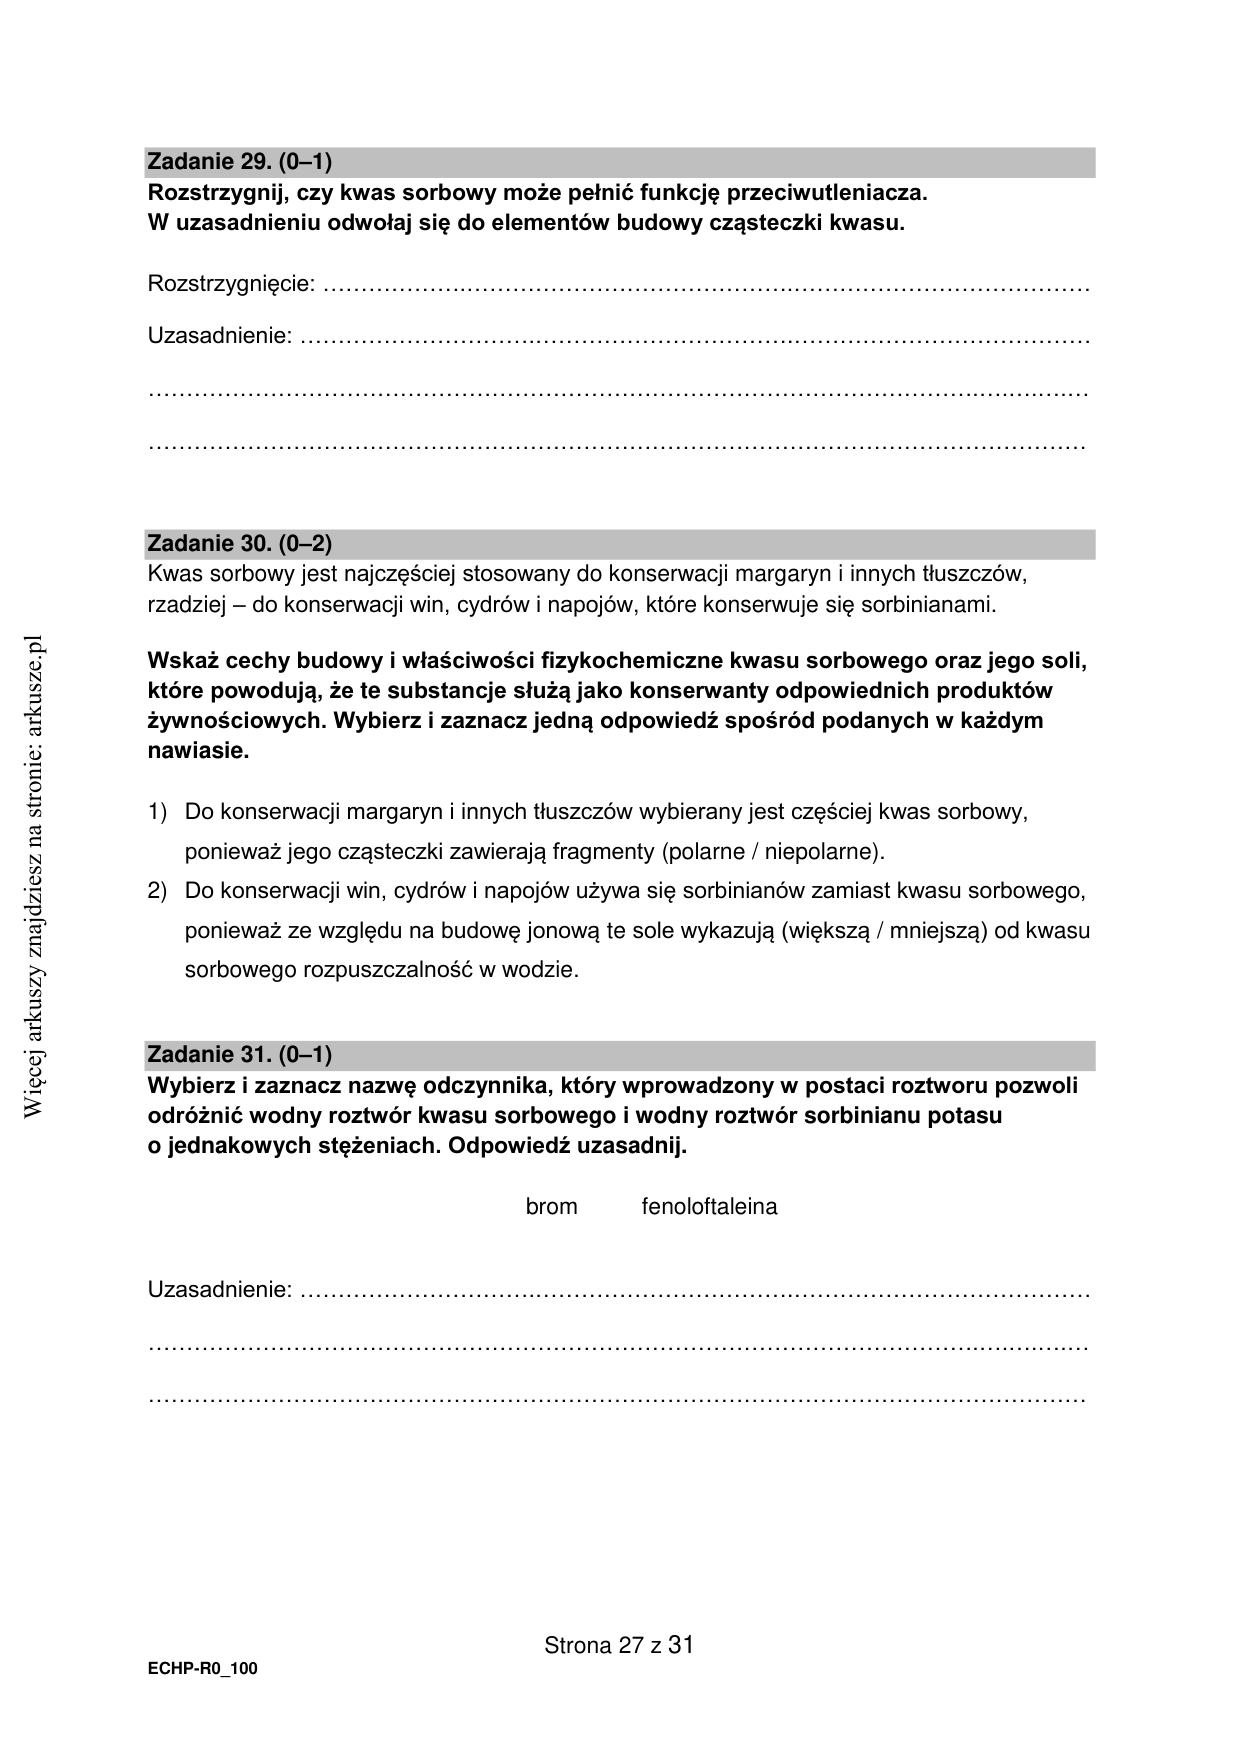 Zadanie 29. (0–1)
Rozstrzygnij, czy kwas sorbowy może pełnić funkcję przeciwutleniacza.
W uzasadnieniu odwołaj się do elementów budowy cząsteczki kwasu.
Rozstrzygnięcie: ……………………………………………………………………………………
Uzasadnienie: ………………………………………………………………………………………
…………………………………………………………………………………………………………
…………………………………………………………………………………………………………
Zadanie 30. (0–2)
Kwas sorbowy jest najczęściej stosowany do konserwacji margaryn i innych tłuszczów,
rzadziej – do konserwacji win, cydrów i napojów, które konserwuje się sorbinianami.
Wskaż cechy budowy i właściwości fizykochemiczne kwasu sorbowego oraz jego soli,
które powodują, że te substancje służą jako konserwanty odpowiednich produktów
żywnościowych. Wybierz i zaznacz jedną odpowiedź spośród podanych w każdym
nawiasie.
1) Do konserwacji margaryn i innych tłuszczów wybierany jest częściej kwas sorbowy,
ponieważ jego cząsteczki zawierają fragmenty (polarne / niepolarne).
2) Do konserwacji win, cydrów i napojów używa się sorbinianów zamiast kwasu sorbowego,
ponieważ ze względu na budowę jonową te sole wykazują (większą / mniejszą) od kwasu
sorbowego rozpuszczalność w wodzie.
Zadanie 31. (0–1)
Wybierz i zaznacz nazwę odczynnika, który wprowadzony w postaci roztworu pozwoli
odróżnić wodny roztwór kwasu sorbowego i wodny roztwór sorbinianu potasu
o jednakowych stężeniach. Odpowiedź uzasadnij.
brom fenoloftaleina
Uzasadnienie: ………………………………………………………………………………………
…………………………………………………………………………………………………………
…………………………………………………………………………………………………………
Strona 27 z 31
ECHP-R0_100
Więcej arkuszy znajdziesz na stronie: arkusze.pl